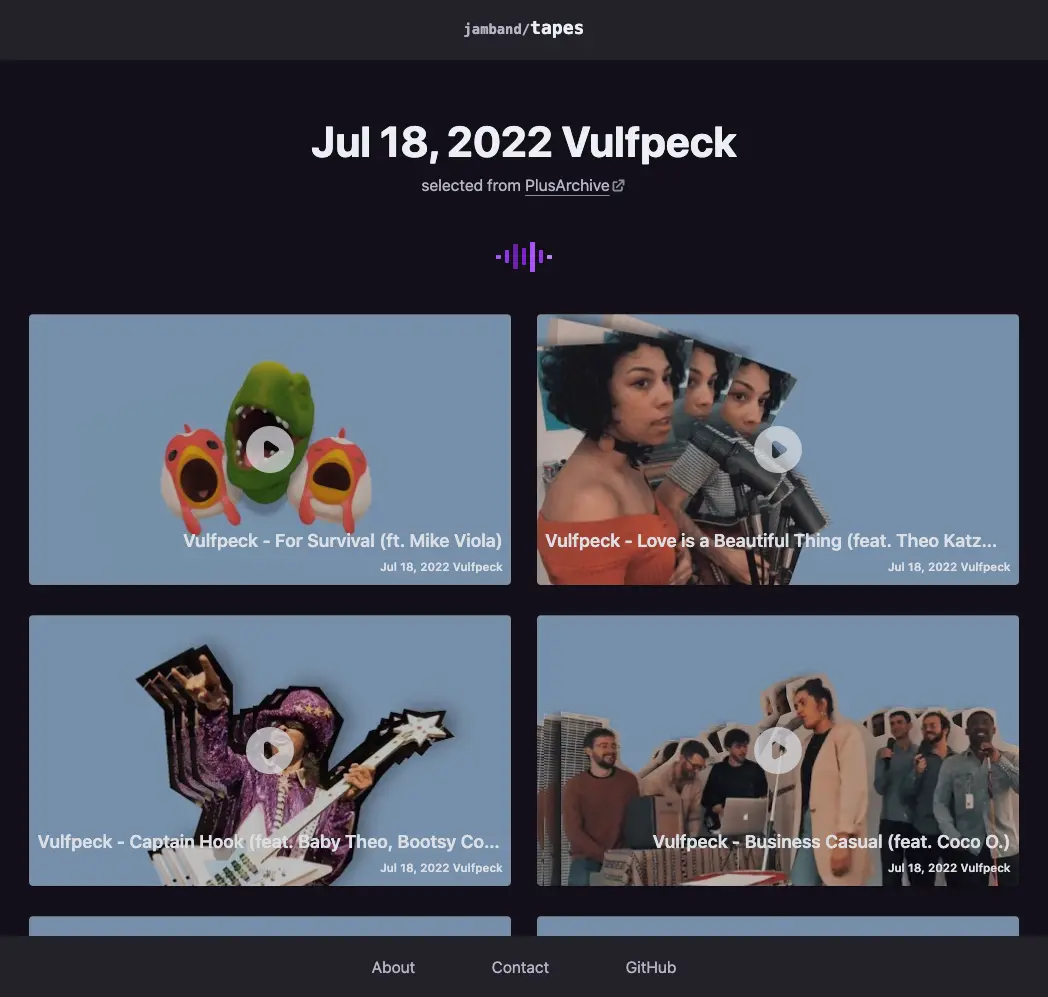 jamband/tapes
Jul 18, 2022 Vulfpeck
selected from PlusArchive
Vulfpeck - For Survival (ft. Mike Viola)
Jul 18, 2022 Vulfpeck
Vulfpeck - Love is a Beautiful Thing (feat. Theo Katz...
Jul 18, 2022 Vulfpeck
Vulfpeck - Captain Hook (feat. Baby Theo, Bootsy Co...
Jul 18, 2022 Vulfpeck
Vulfpeck - Business Casual (feat. Coco O.)
Jul 18, 2022 Vulfpeck
About
Contact
GitHub